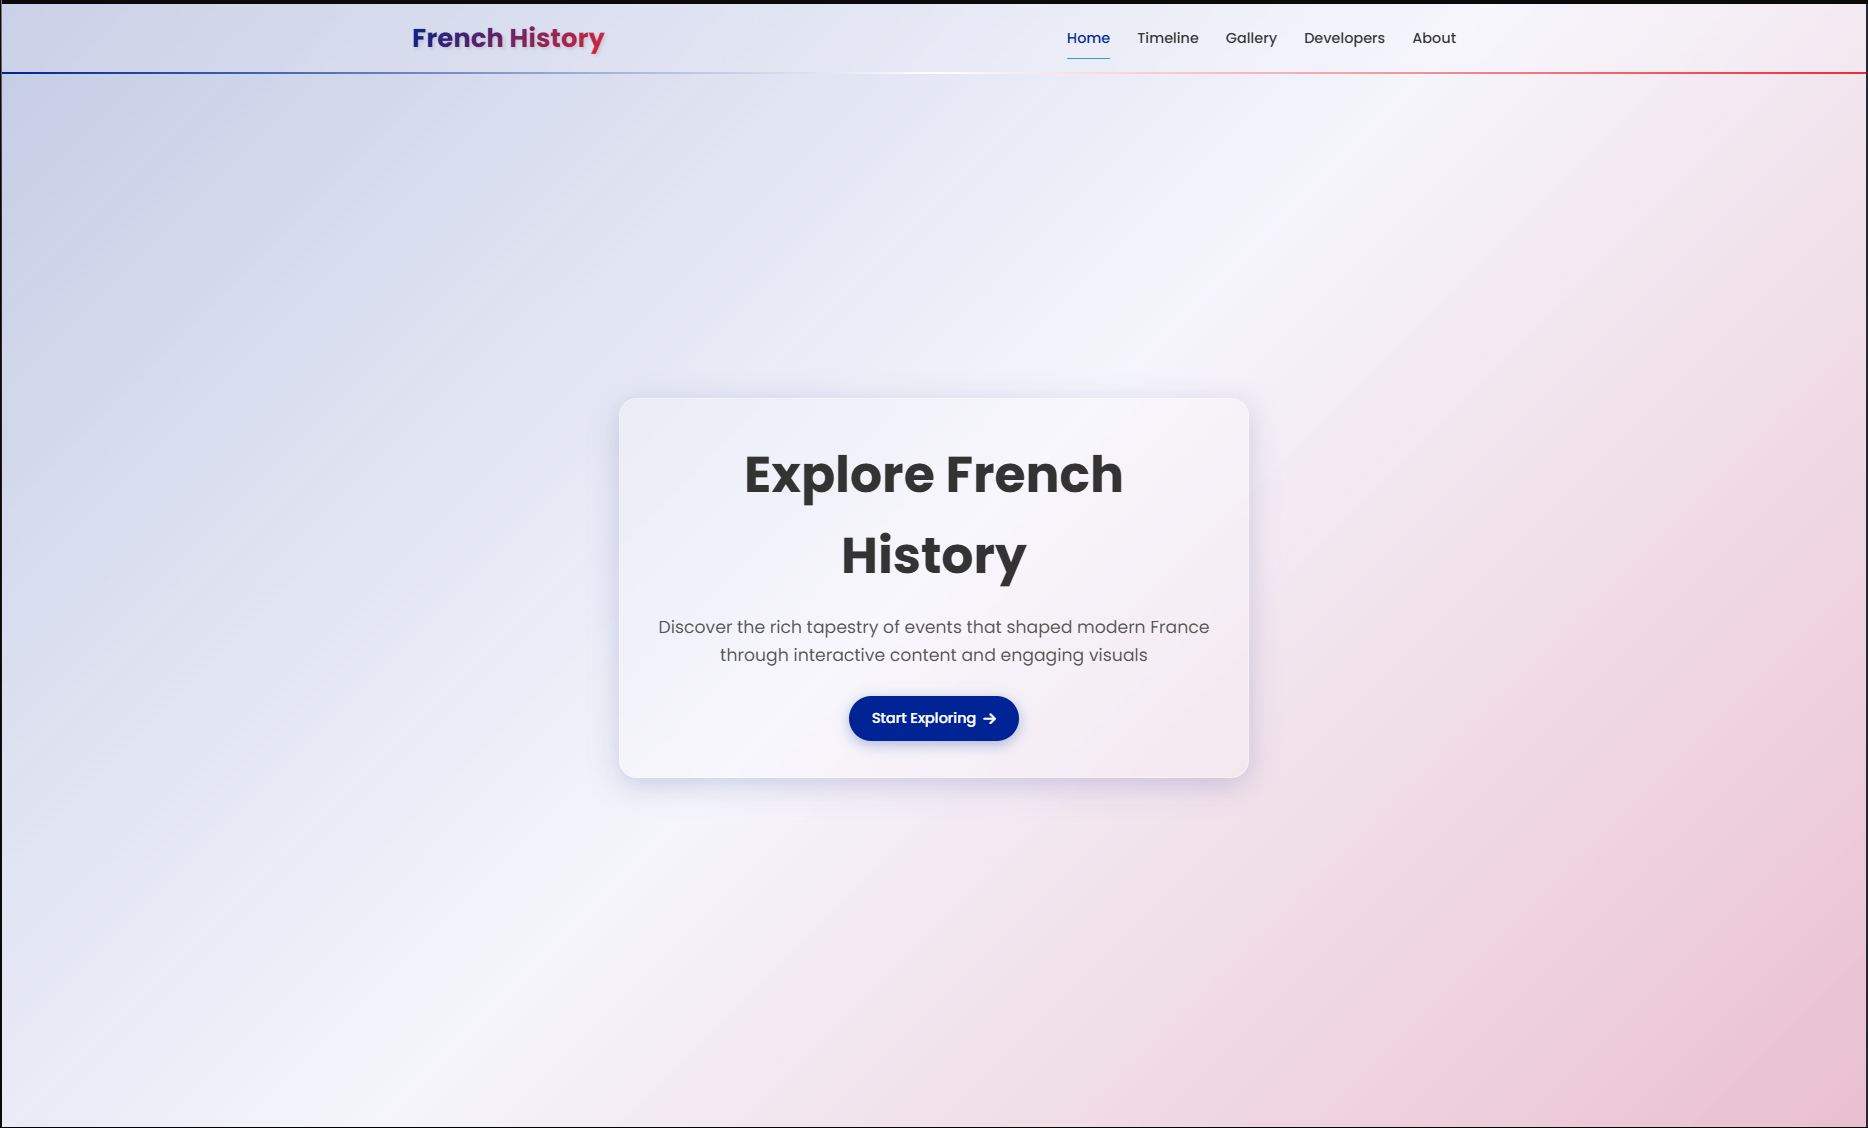 French History
Home Timeline Gallery Developers About
Explore French
History
Discover the rich tapestry of events that shaped modern France
through interactive content and engaging visuals
Start Exploring →